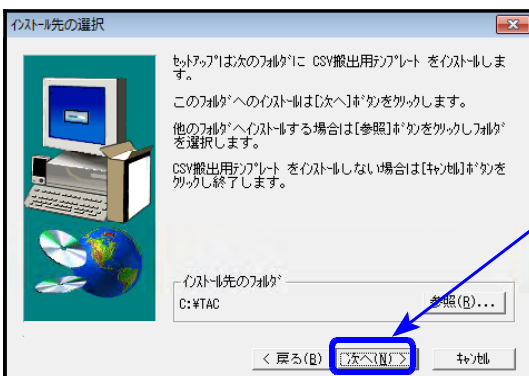 ｲﾝｽﾄｰﾙ先の選択
ｾｯﾄｱｯﾌﾟは次のﾌｫﾙﾀﾞに CSV搬出用ﾃﾝﾌﾟﾚｰﾄ をｲﾝｽﾄｰﾙしま
す。
このﾌｫﾙﾀﾞへのｲﾝｽﾄｰﾙは[次へ]ﾎﾞﾀﾝをｸﾘｯｸします。
他のﾌｫﾙﾀﾞへｲﾝｽﾄｰﾙする場合は[参照]ﾎﾞﾀﾝをｸﾘｯｸしﾌｫﾙﾀﾞ
を選択します。
CSV搬出用ﾃﾝﾌﾟﾚｰﾄ をｲﾝｽﾄｰﾙしない場合は[ｷｬﾝｾﾙ]ﾎﾞﾀﾝを
ｸﾘｯｸし終了します。
ｲﾝｽﾄｰﾙ先のﾌｫﾙﾀﾞ
C:¥TAC
参照(R)...
< 戻る(B)
次へ(N) >
ｷｬﾝｾﾙ